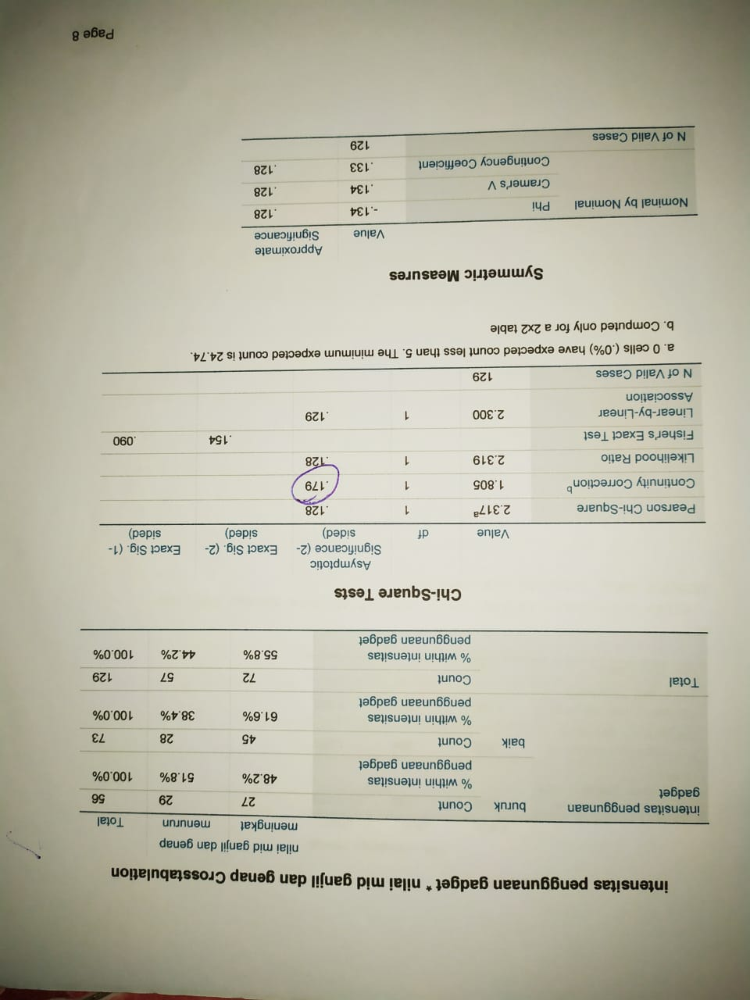 intensitas penggunaan gadget * nilai mid ganjil dan genap Crosstabulation
nilai mid ganjil dan genap
meningkat menurun Total
intensitas penggunaan gadget buruk Count 27 29 56
% within intensitas penggunaan gadget 48.2% 51.8% 100.0%
baik Count 45 28 73
% within intensitas penggunaan gadget 61.6% 38.4% 100.0%
Total Count 72 57 129
% within intensitas penggunaan gadget 55.8% 44.2% 100.0%
Chi-Square Tests
Value df Asymptotic Significance (2-sided) Exact Sig. (2-sided) Exact Sig. (1-sided)
Pearson Chi-Square 2.317a 1 .128
Continuity Correctionb 1.805 1 .179
Likelihood Ratio 2.319 1 .128
Fisher's Exact Test .154 .090
Linear-by-Linear Association 2.300 1 .129
N of Valid Cases 129
a. 0 cells (.0%) have expected count less than 5. The minimum expected count is 24.74.
b. Computed only for a 2x2 table
Symmetric Measures
Value Approximate Significance
Nominal by Nominal Phi -.134 .128
Cramer's V .134 .128
Contingency Coefficient .133 .128
N of Valid Cases 129
Page 8